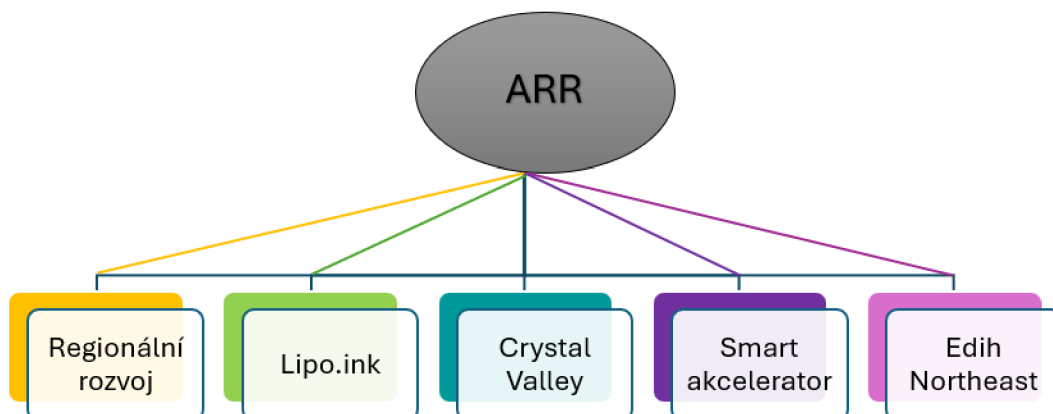 ARR
Regionální
rozvoj
Lipo.ink
Crystal
Valley
Smart
akcelerator
Edih
Northeast